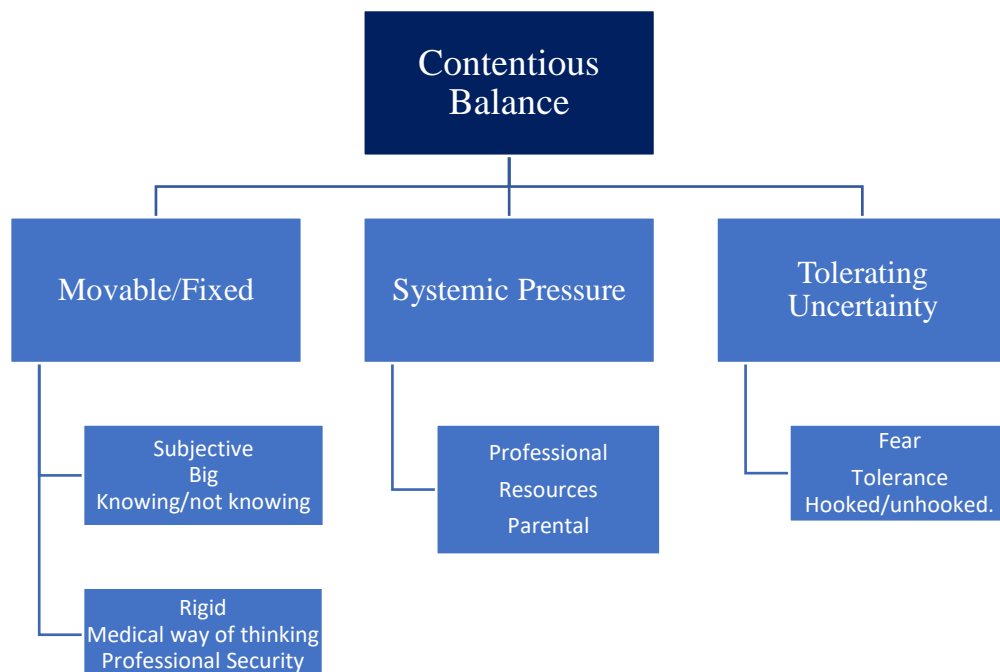 Contentious
Balance
Movable/Fixed
Systemic Pressure
Tolerating
Uncertainty
Subjective
Big
Knowing/not knowing
Rigid
Medical way of thinking
Professional Security
Professional
Resources
Parental
Fear
Tolerance
Hooked/unhooked.